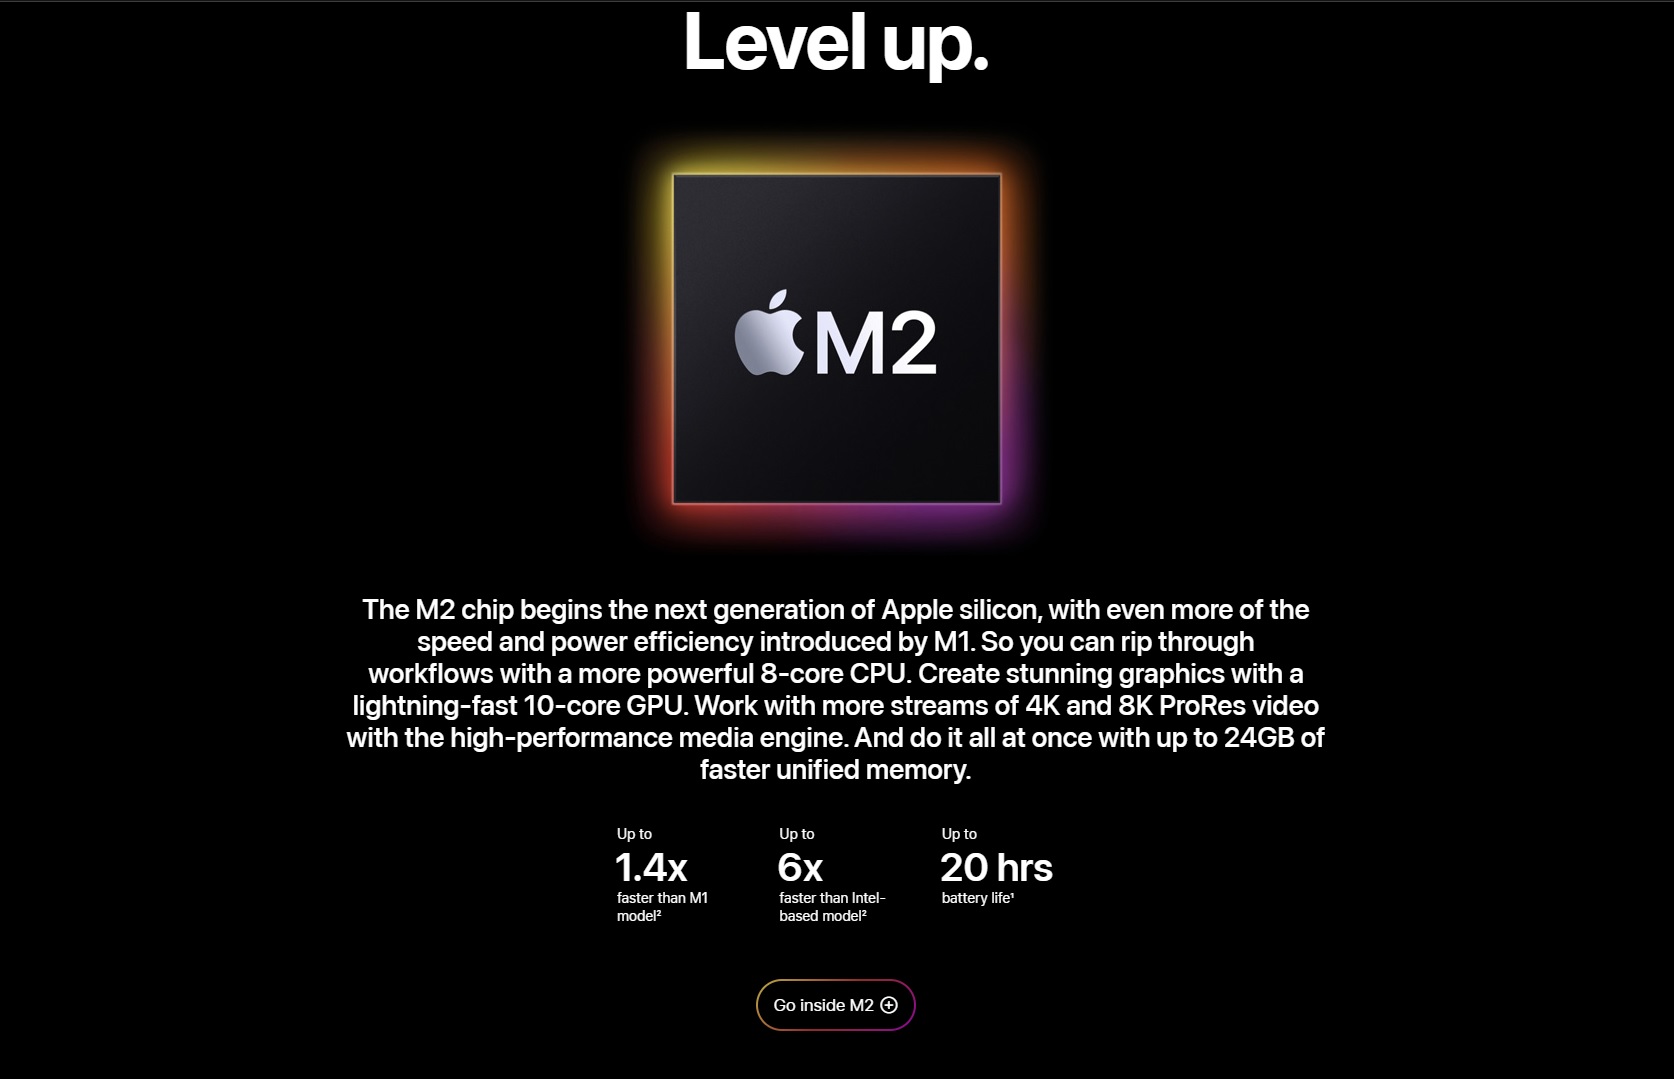 Level up.
M2
The M2 chip begins the next generation of Apple silicon, with even more of the
speed and power efficiency introduced by M1. So you can rip through
workflows with a more powerful 8-core CPU. Create stunning graphics with a
lightning-fast 10-core GPU. Work with more streams of 4K and 8K ProRes video
with the high-performance media engine. And do it all at once with up to 24GB of
faster unified memory.
Up to
1.4x
faster than M1
model²
Up to
6x
faster than Intel-
based model²
Up to
20 hrs
battery life¹
Go inside M2